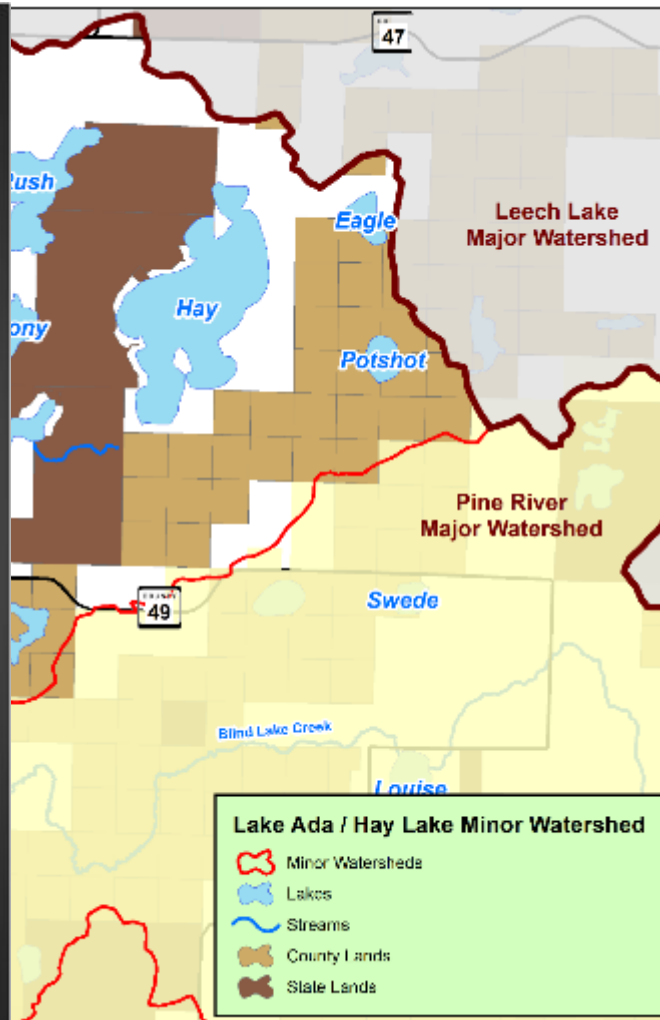 47
ush
Eagle
Leech Lake
Major Watershed
Hay
ony
Potshot
Pine River
Major Watershed
49
Swede
Blind Lake Creek
Louise
Lake Ada / Hay Lake Minor Watershed
Minor Watersheds
Lakes
Streams
County Lands
State Lands